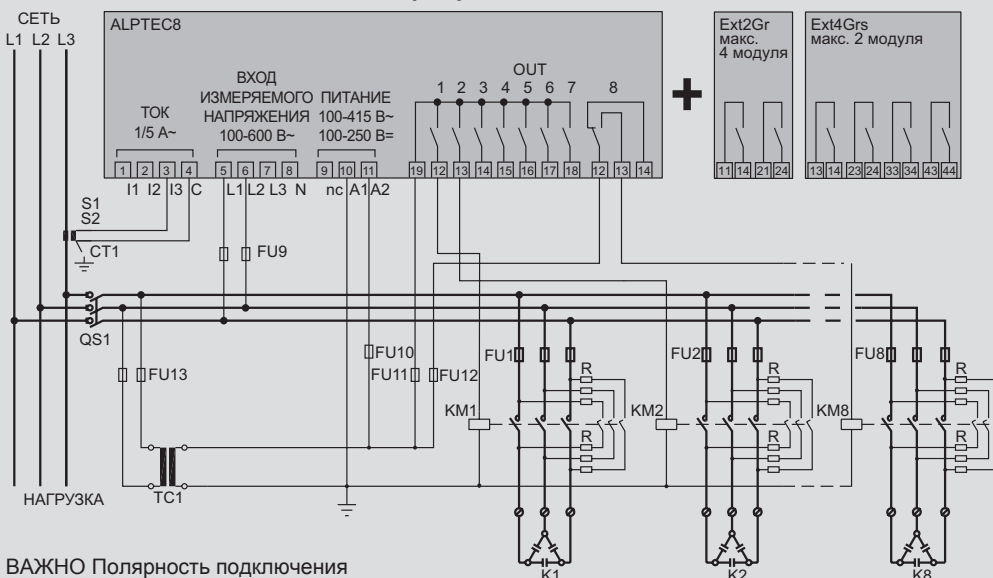 СЕТЬ
L1 L2 L3
ALPTEC8
ТОК
1/5 A~
ВХОД
ИЗМЕРЯЕМОГО
НАПРЯЖЕНИЯ
100-600 В~
ПИТАНИЕ
100-415 В~
100-250 В=
OUT
1 2 3 4 5 6 7 8
Ext2Gr
макс.
4 модуля
Ext4Grs
макс. 2 модуля
1 2 3 4 5 6 7 8 9 10 11 19 12 13 14 15 16 17 18 12 13 14
11 14 21 24
13 14 23 24 33 34 43 44
I1 I2 I3 C L1 L2 L3 N nc A1 A2
S1
S2
CT1
FU9
QS1
FU13
FU10
FU11
FU12
FU1
FU2
FU8
R
R
R
KM1
KM2
KM8
R
R
R
TC1
НАГРУЗКА
K1
K2
K8
ВАЖНО Полярность подключения